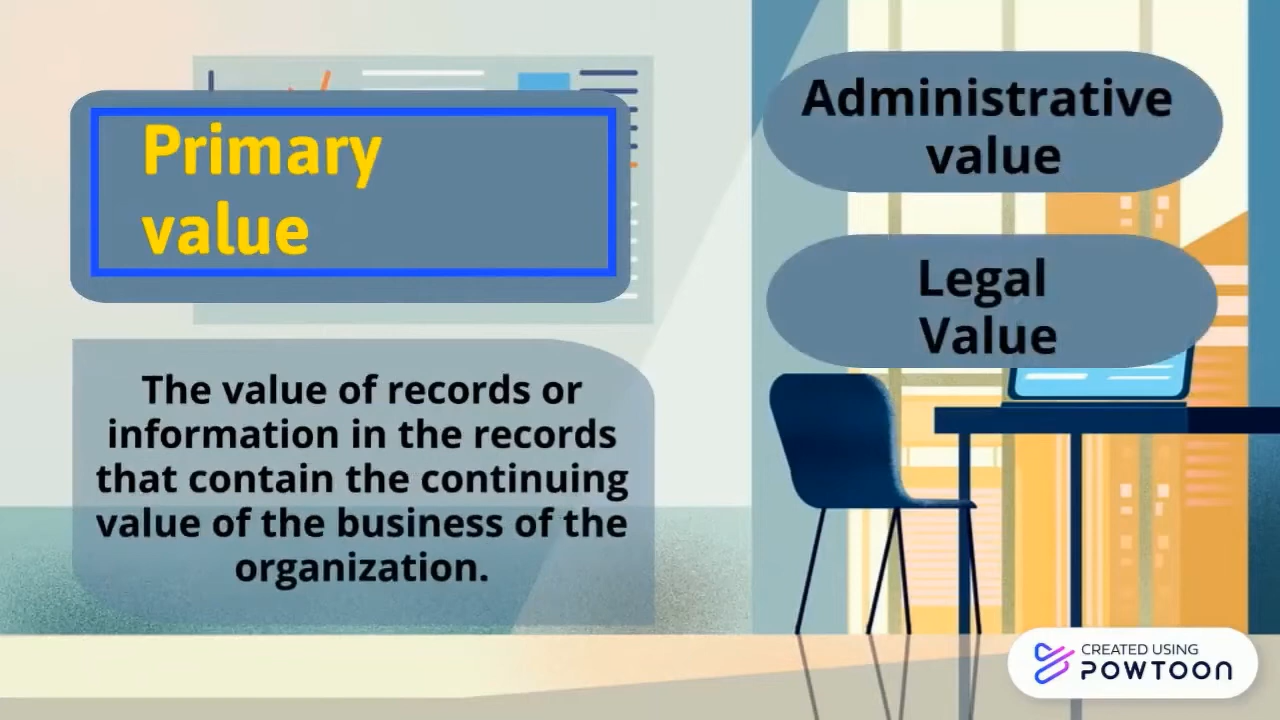 Primary
value
The value of records or
information in the records
that contain the continuing
value of the business of the
organization.
Administrative
value
Legal
Value
CREATED USING
POWTOON